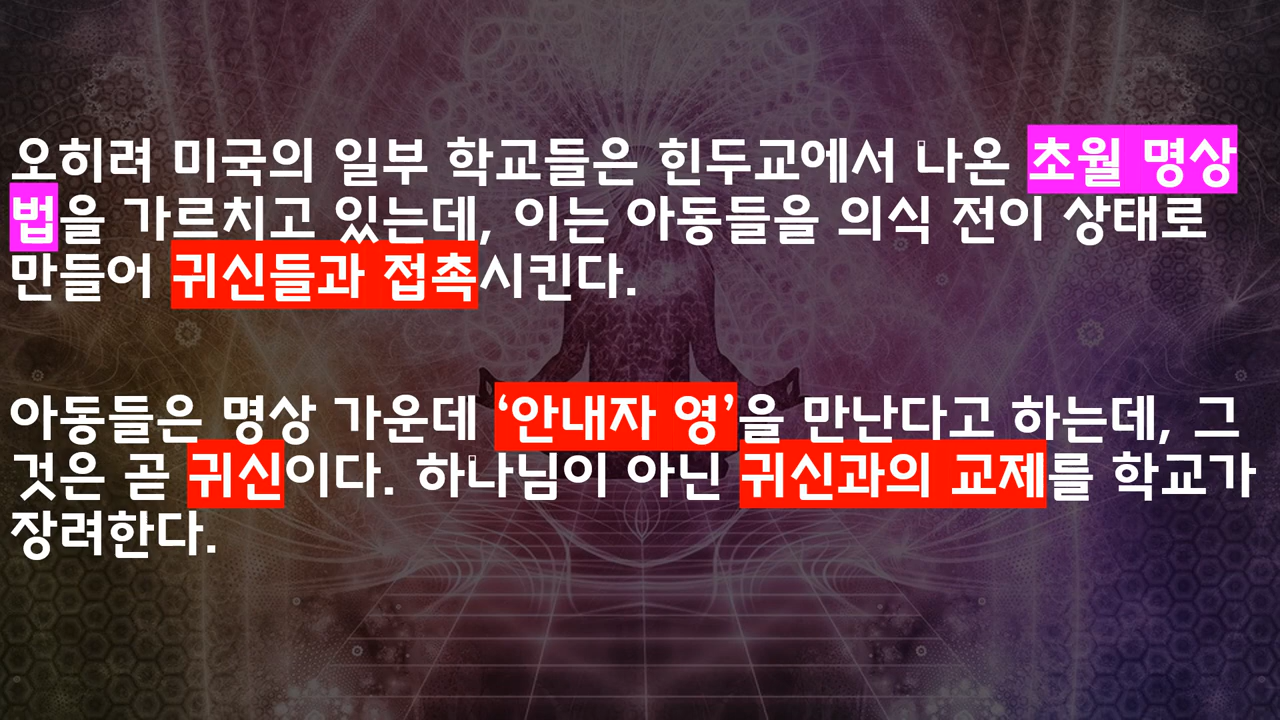 오히려 미국의 일부 학교들은 힌두교에서 나온 초월 명상
법을 가르치고 있는데, 이는 아동들을 의식 전이 상태로
만들어 귀신들과 접촉시킨다.
아동들은 명상 가운데 ‘안내자 영’을 만난다고 하는데, 그
것은 곧 귀신이다. 하나님이 아닌 귀신과의 교제를 학교가
장려한다.